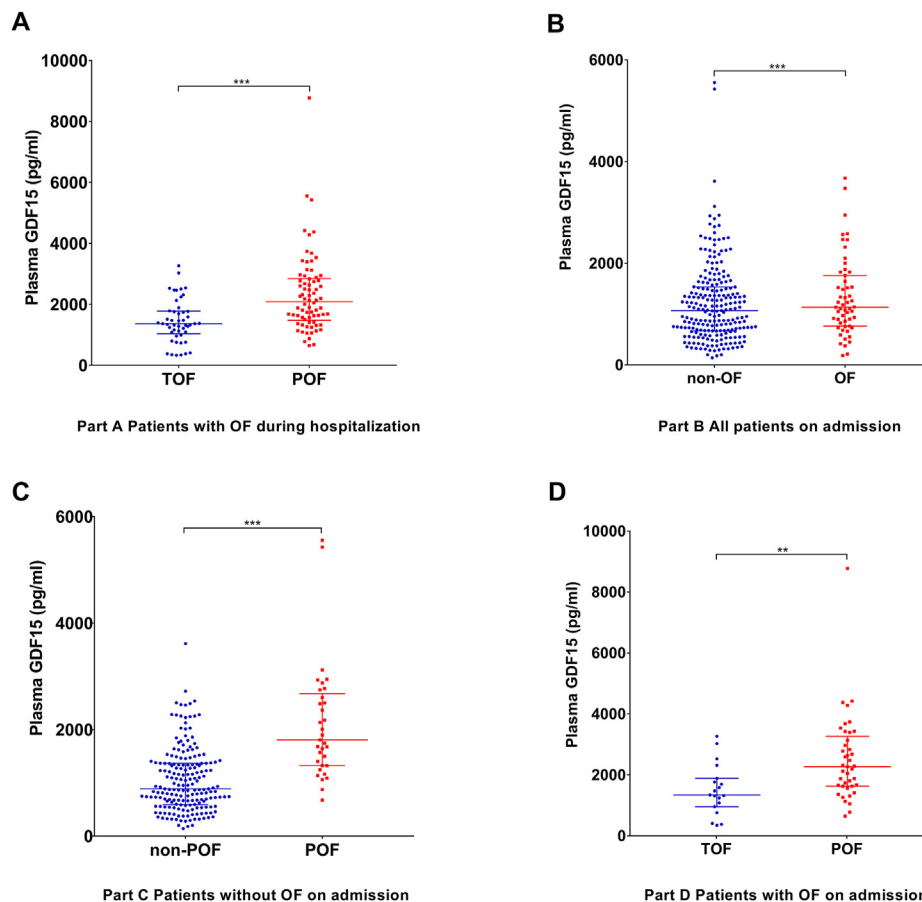 A
Plasma GDF15 (pg/ml)
10000
8000
6000
4000
2000
0
***
TOF
POF
Part A Patients with OF during hospitalization
B
Plasma GDF15 (pg/ml)
6000
4000
2000
0
***
non-OF
OF
Part B All patients on admission
C
Plasma GDF15 (pg/ml)
6000
4000
2000
0
***
non-POF
POF
Part C Patients without OF on admission
D
Plasma GDF15 (pg/ml)
10000
8000
6000
4000
2000
0
**
TOF
POF
Part D Patients with OF on admission